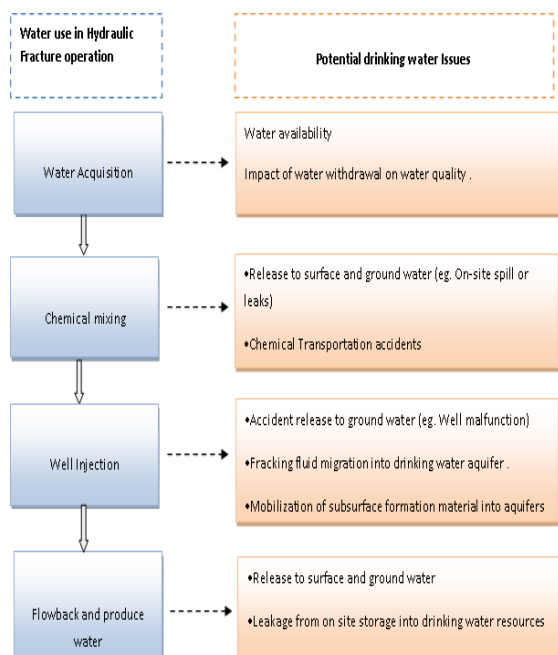 Water use in Hydraulic
Fracture operation
Potential drinking water Issues
Water Acquisition
Water availability
Impact of water withdrawal on water quality .
Chemical mixing
•Release to surface and ground water (eg. On-site spill or
leaks)
•Chemical Transportation accidents
Well Injection
•Accident release to ground water (eg. Well malfunction)
•Fracking fluid migration into drinking water aquifer .
•Mobilization of subsurface formation material into aquifers
Flowback and produce
water
•Release to surface and ground water
•Leakage from on site storage into drinking water resources